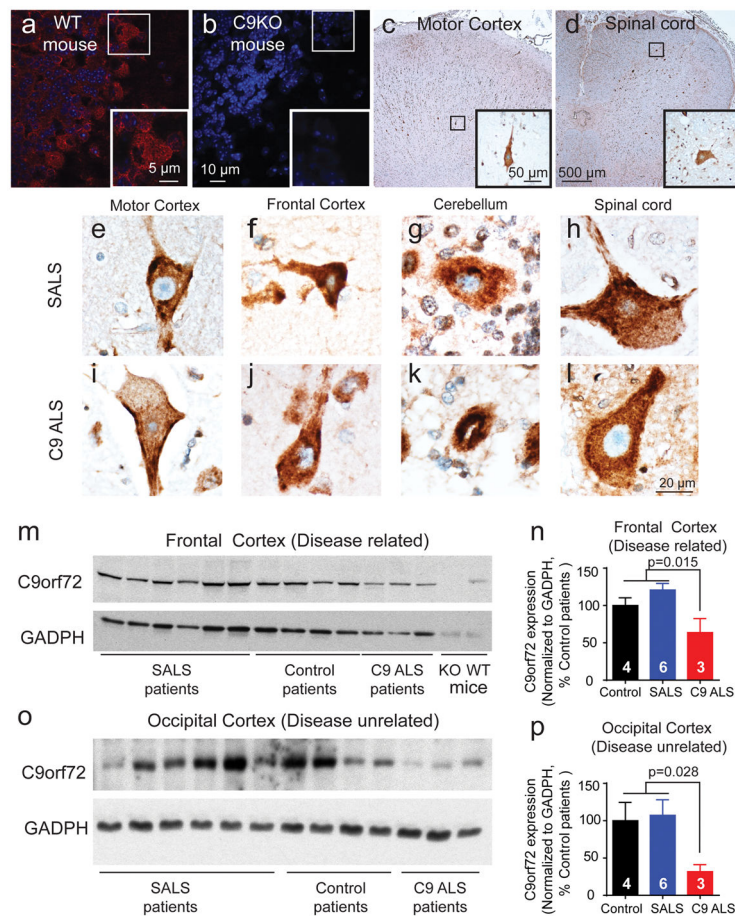 a WT mouse
5 µm
b C9KO mouse
10 µm
c Motor Cortex
50 µm
d Spinal cord
500 µm
Motor Cortex
Frontal Cortex
Cerebellum
Spinal cord
SALS
e
f
g
h
C9 ALS
i
j
k
l
20 µm
m
Frontal Cortex (Disease related)
C9orf72
GADPH
SALS patients
Control patients
C9 ALS patients
KO WT mice
n
Frontal Cortex
(Disease related)
p=0.015
C9orf72 expression
(Normalized to GADPH,
% Control patients )
150
100
50
0
4
6
3
Control
SALS
C9 ALS
o
Occipital Cortex (Disease unrelated)
C9orf72
GADPH
SALS patients
Control patients
C9 ALS patients
p
Occipital Cortex
(Disease unrelated)
p=0.028
C9orf72 expression
(Normalized to GADPH,
% Control patients )
150
100
50
0
4
6
3
Control
SALS
C9 ALS